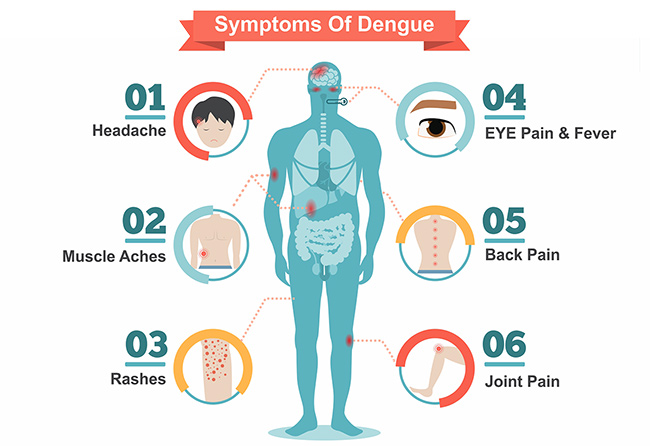 Symptoms Of Dengue
01
Headache
02
Muscle Aches
03
Rashes
04
EYE Pain & Fever
05
Back Pain
06
Joint Pain